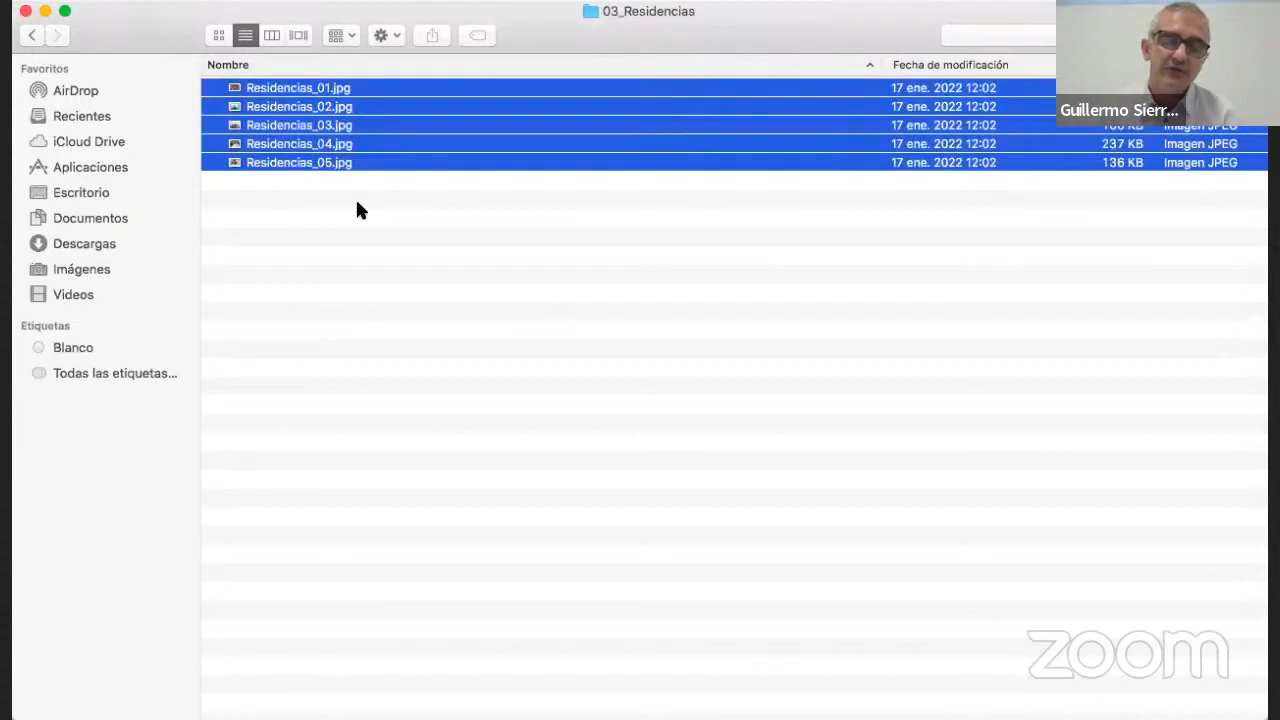 03_Residencias
Favoritos
AirDrop
Recientes
iCloud Drive
Aplicaciones
Escritorio
Documentos
Descargas
Imágenes
Videos
Etiquetas
Blanco
Todas las etiquetas...
Nombre Fecha de modificación
Residencias_01.jpg 17 ene. 2022 12:02
Residencias_02.jpg 17 ene. 2022 12:02
Residencias_03.jpg 17 ene. 2022 12:02 Imagen JPEG
Residencias_04.jpg 17 ene. 2022 12:02 237 KB Imagen JPEG
Residencias_05.jpg 17 ene. 2022 12:02 136 KB Imagen JPEG
Guillermo Sierr...
zoom